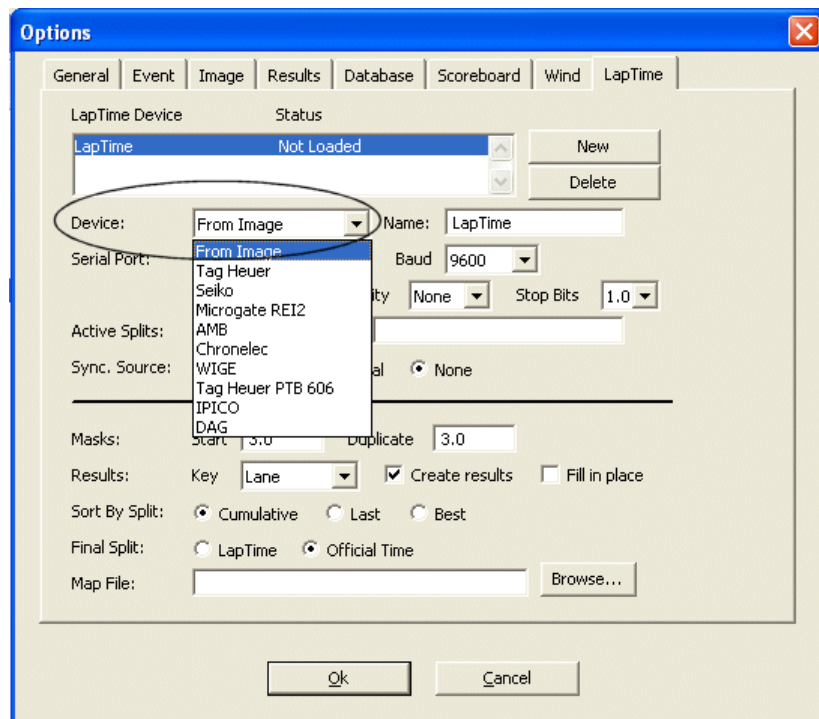 Options
General Event Image Results Database Scoreboard Wind LapTime
LapTime Device Status
LapTime Not Loaded
New
Delete
Device: From Image Name: LapTime
From Image
Serial Port: Baud 9600
Tag Heuer
Seiko
ity None Stop Bits 1.0
Microgate REI2
AMB
Active Splits:
Chronelec
Sync. Source: al None
WIGE
Tag Heuer PTB 606
IPICO
DAG
Masks: Start 3.0 Duplicate 3.0
Results: Key Lane Create results Fill in place
Sort By Split: Cumulative Last Best
Final Split: LapTime Official Time
Map File: Browse...
Ok Cancel